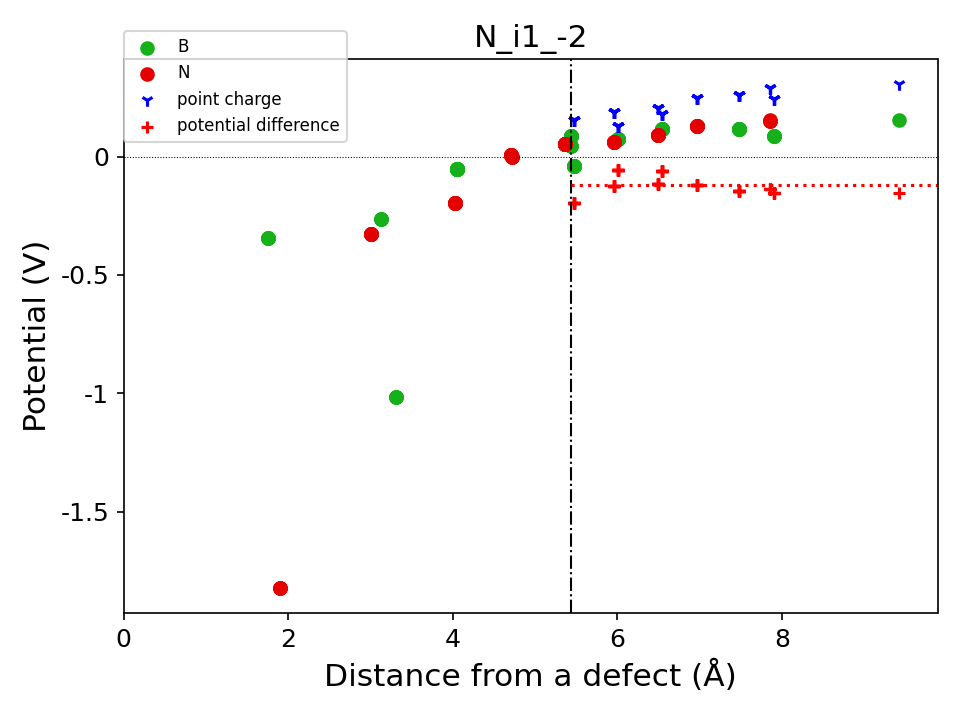 N_i1_-2
B
N
point charge
potential difference
0
-0.5
-1
-1.5
Potential (V)
0
2
4
6
8
Distance from a defect (Å)